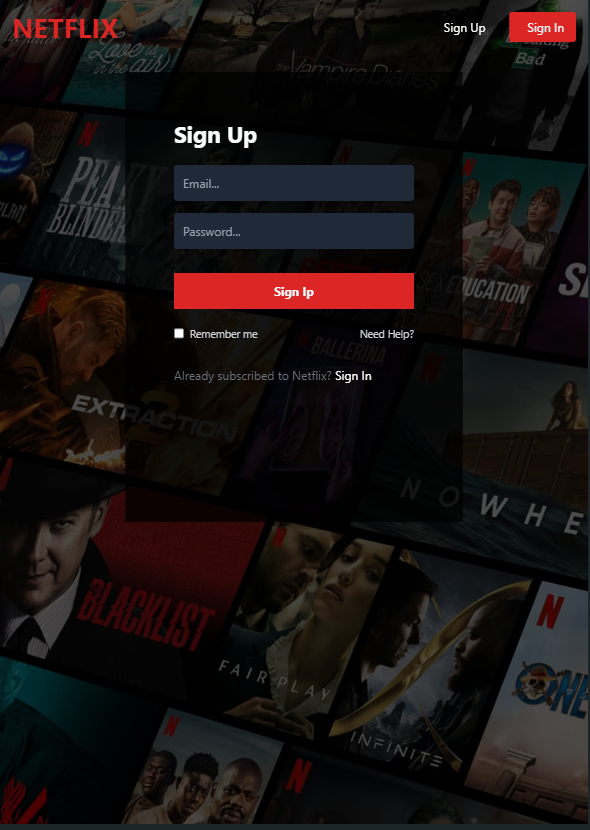 NETFLIX
Sign Up
Sign In
Love is
in the air
the Vampire Diaries
Breaking
Bad
Sign Up
PEAKY
BLINDERS
Email...
Password...
SEX EDUCATION
Sign Ip
Remember me
Need Help?
BALLERINA
Already subscribed to Netflix? Sign In
EXTRACTION
2
NOWHE
BLACKLIST
FAIR PLAY
INFINITE
ONE